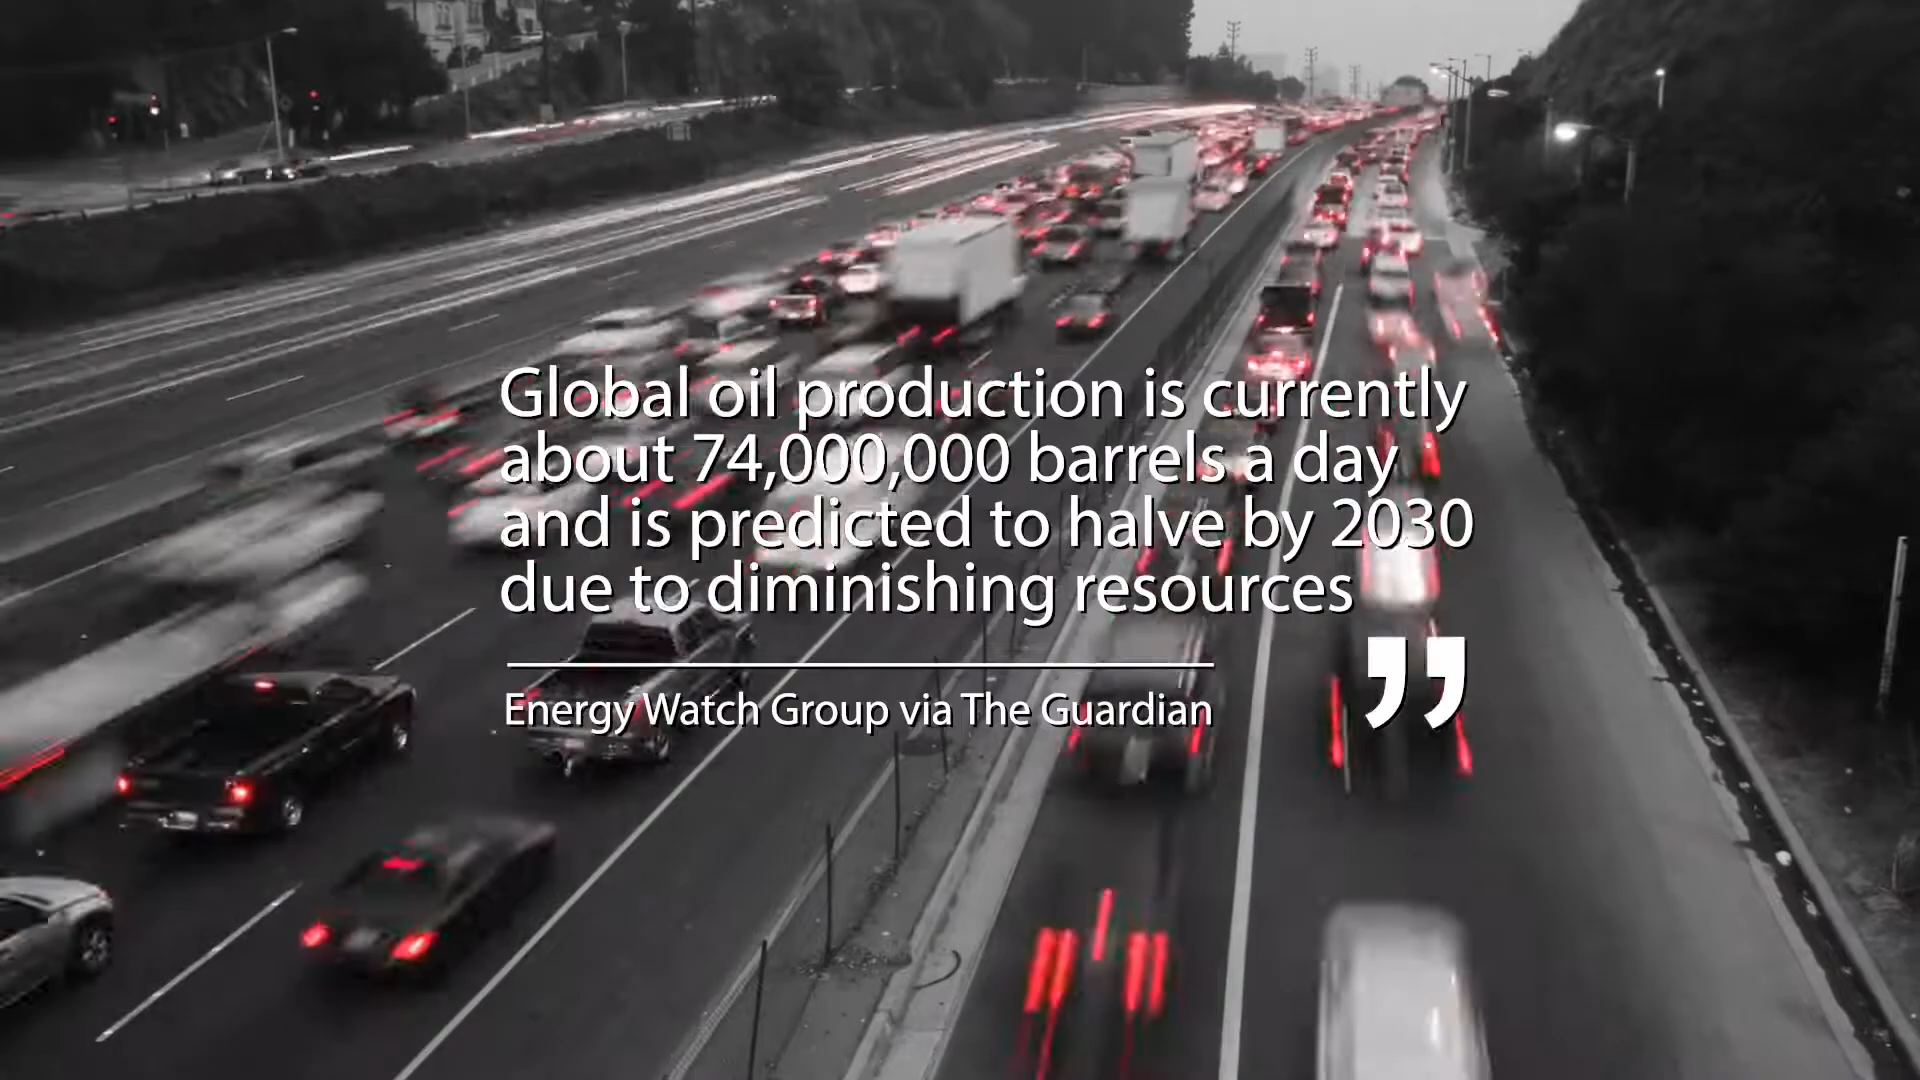 Global oil production is currently
about 74,000,000 barrels a day
and is predicted to halve by 2030
due to diminishing resources
”
Energy Watch Group via The Guardian